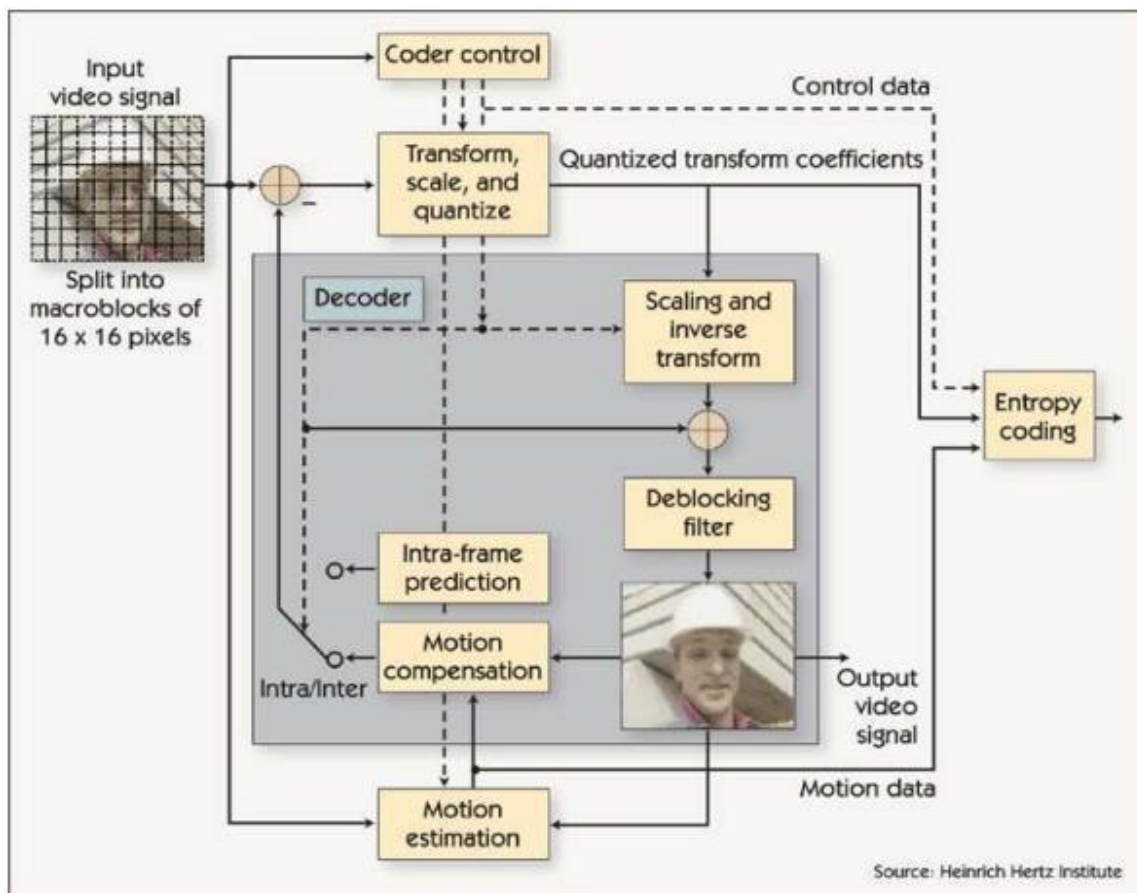 Input
video signal
Split into
macroblocks of
16 x 16 pixels
Coder control
Control data
Transform,
scale, and
quantize
Quantized transform coefficients
–
Decoder
Scaling and
inverse
transform
Entropy
coding
Deblocking
filter
Intra-frame
prediction
Motion
compensation
Intra/Inter
Output
video
signal
Motion data
Motion
estimation
Source: Heinrich Hertz Institute